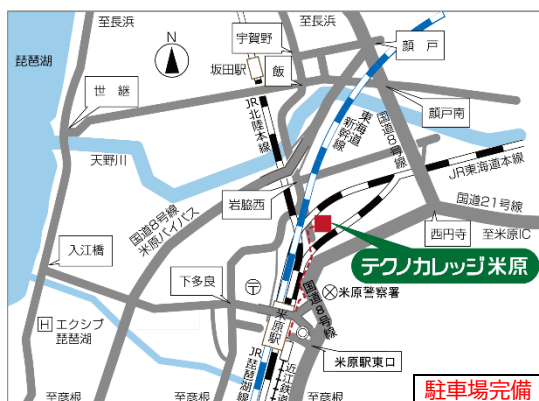 至長浜
至長浜
N
琵琶湖
宇賀野
顔戸
坂田駅
飯
世継
JR北陸本線
東海道
新幹線
国道8号線
顔戸南
天野川
JR東海道本線
岩脇西
国道8号線
米原バイパス
国道21号線
入江橋
西円寺
至米原IC
テクノカレッジ米原
下多良
〒
米原警察署
国道8号線
米原駅
H エクシブ
琵琶湖
米原駅東口
JR琵琶湖線
近江鉄道
至彦根
至彦根
至彦根
駐車場完備